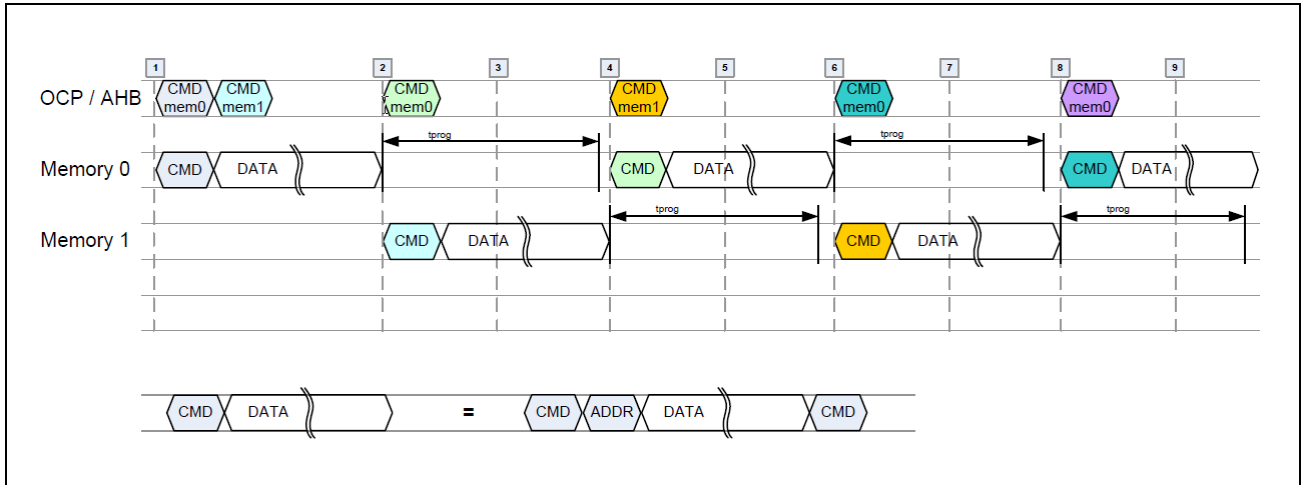 1 2 3 4 5 6 7 8 9
OCP / AHB
CMD mem0
CMD mem1
CMD mem0
CMD mem1
CMD mem0
CMD mem0
tprog
tprog
Memory 0
CMD DATA
CMD DATA
CMD DATA
tprog
tprog
Memory 1
CMD DATA
CMD DATA
CMD DATA = CMD ADDR DATA CMD